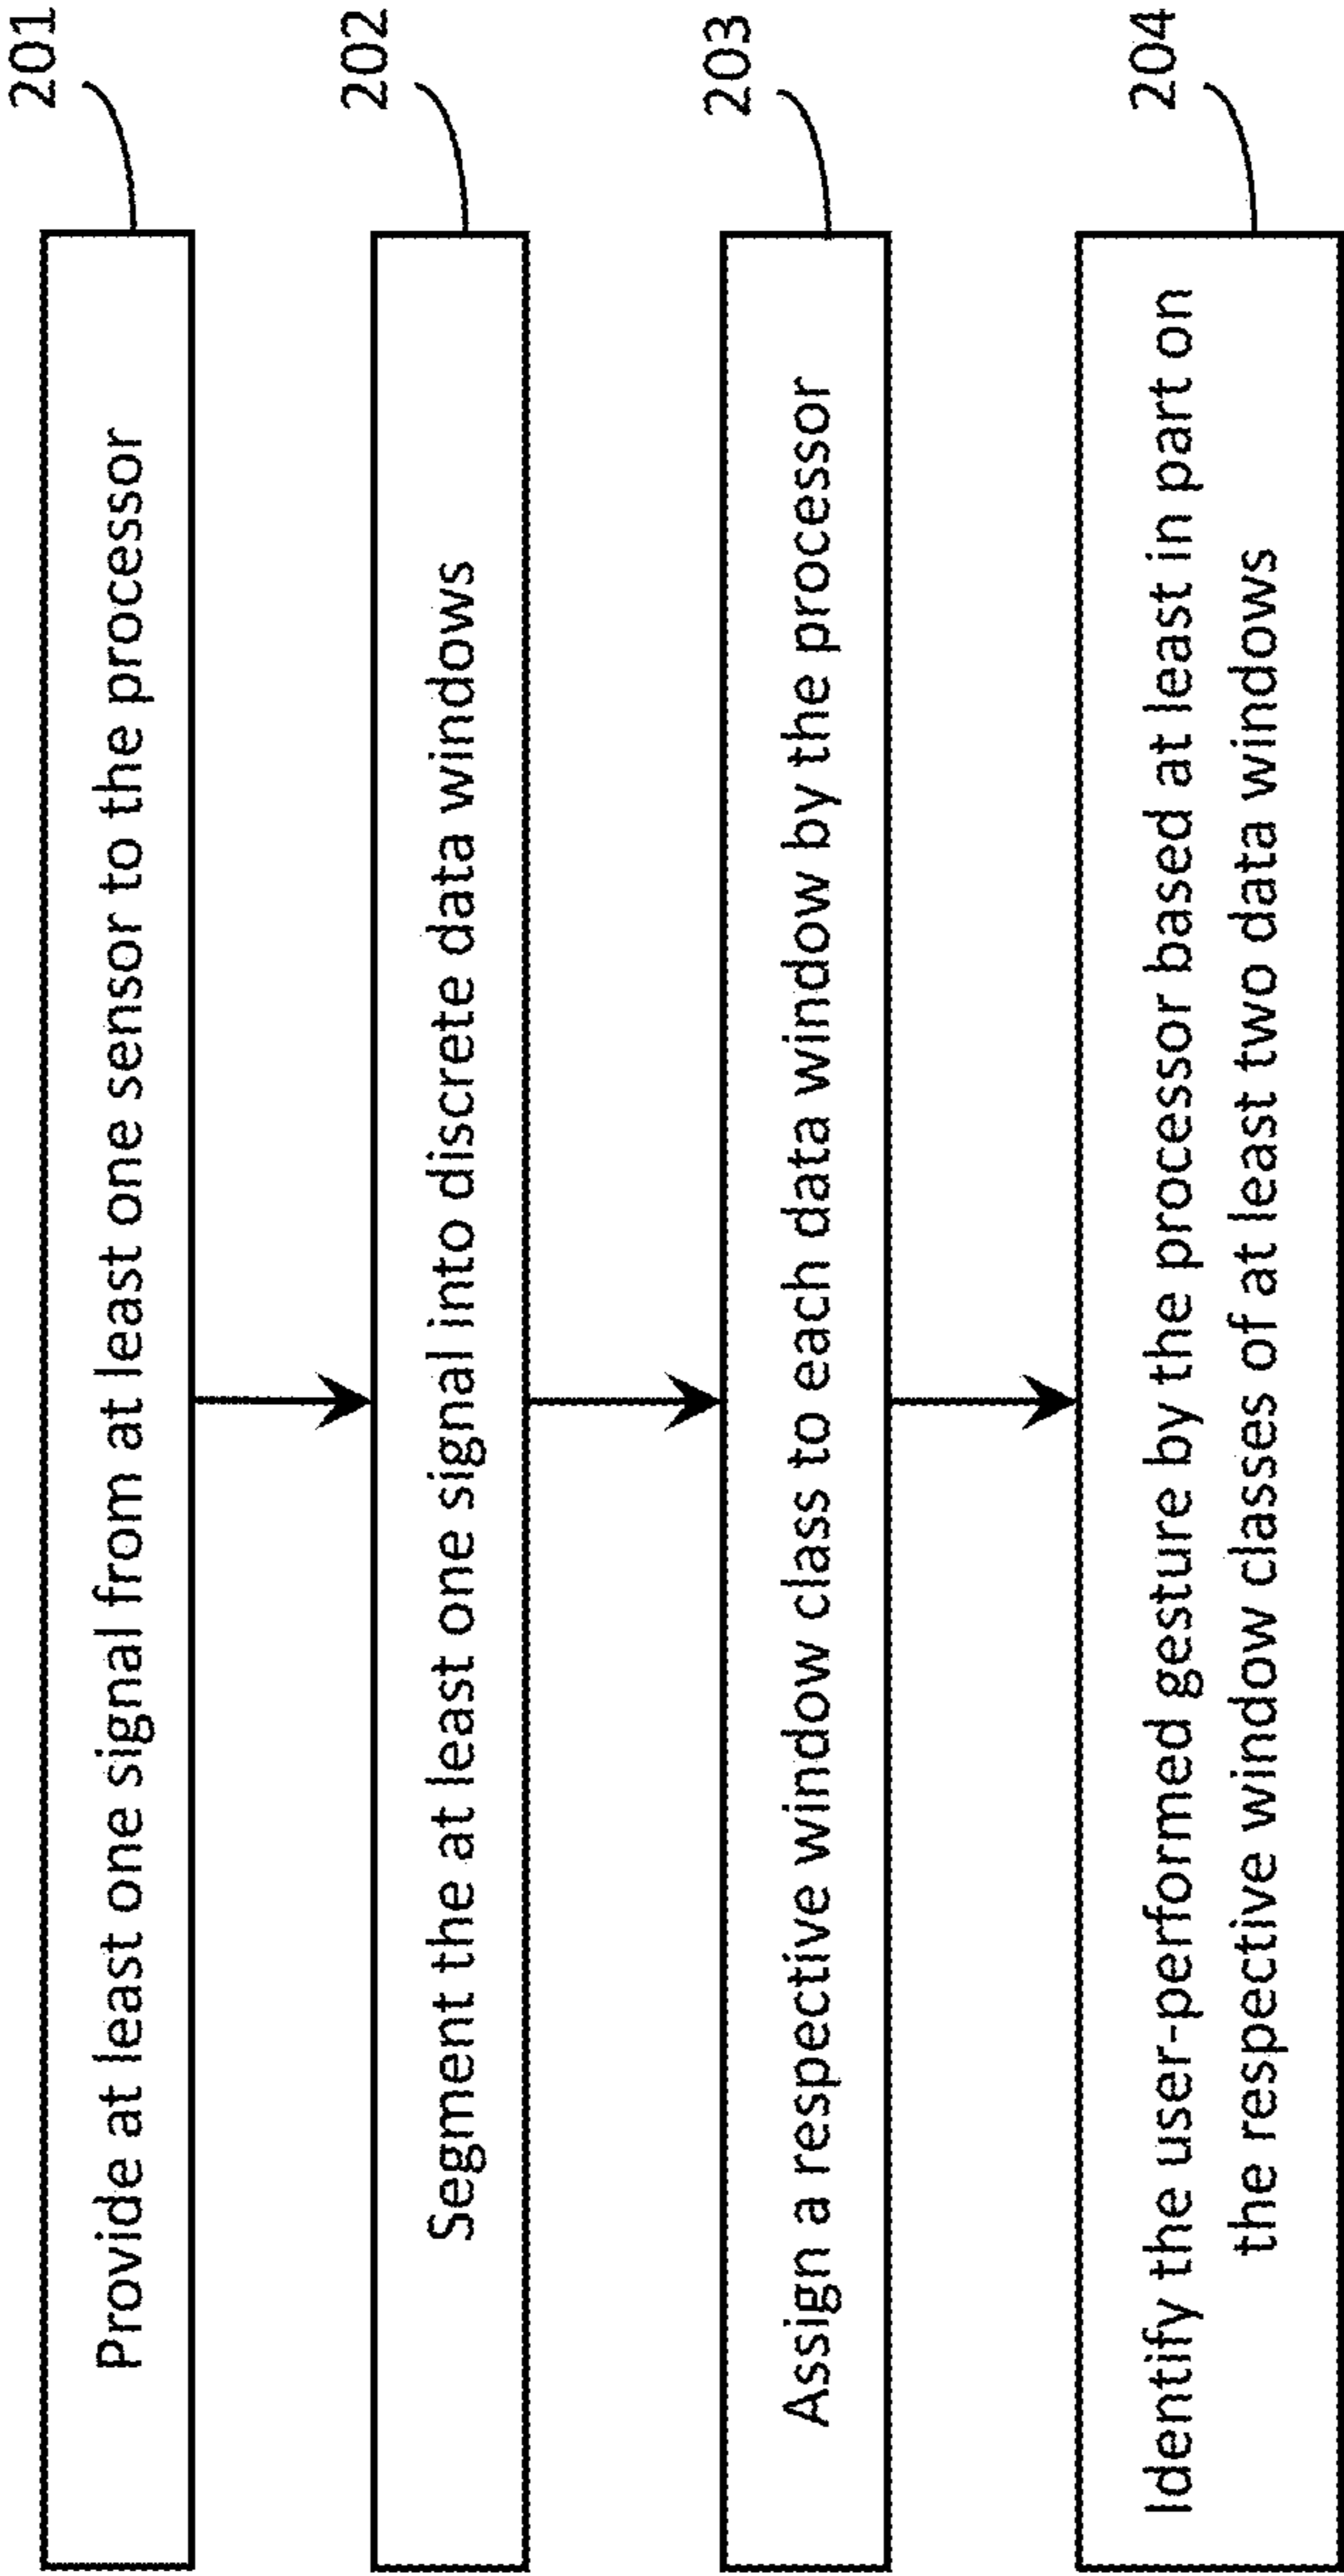 Provide at least one signal from at least one sensor to the processor
201
Segment the at least one signal into discrete data windows
202
Assign a respective window class to each data window by the processor
203
Identify the user-performed gesture by the processor based at least in part on
the respective window classes of at least two data windows
204